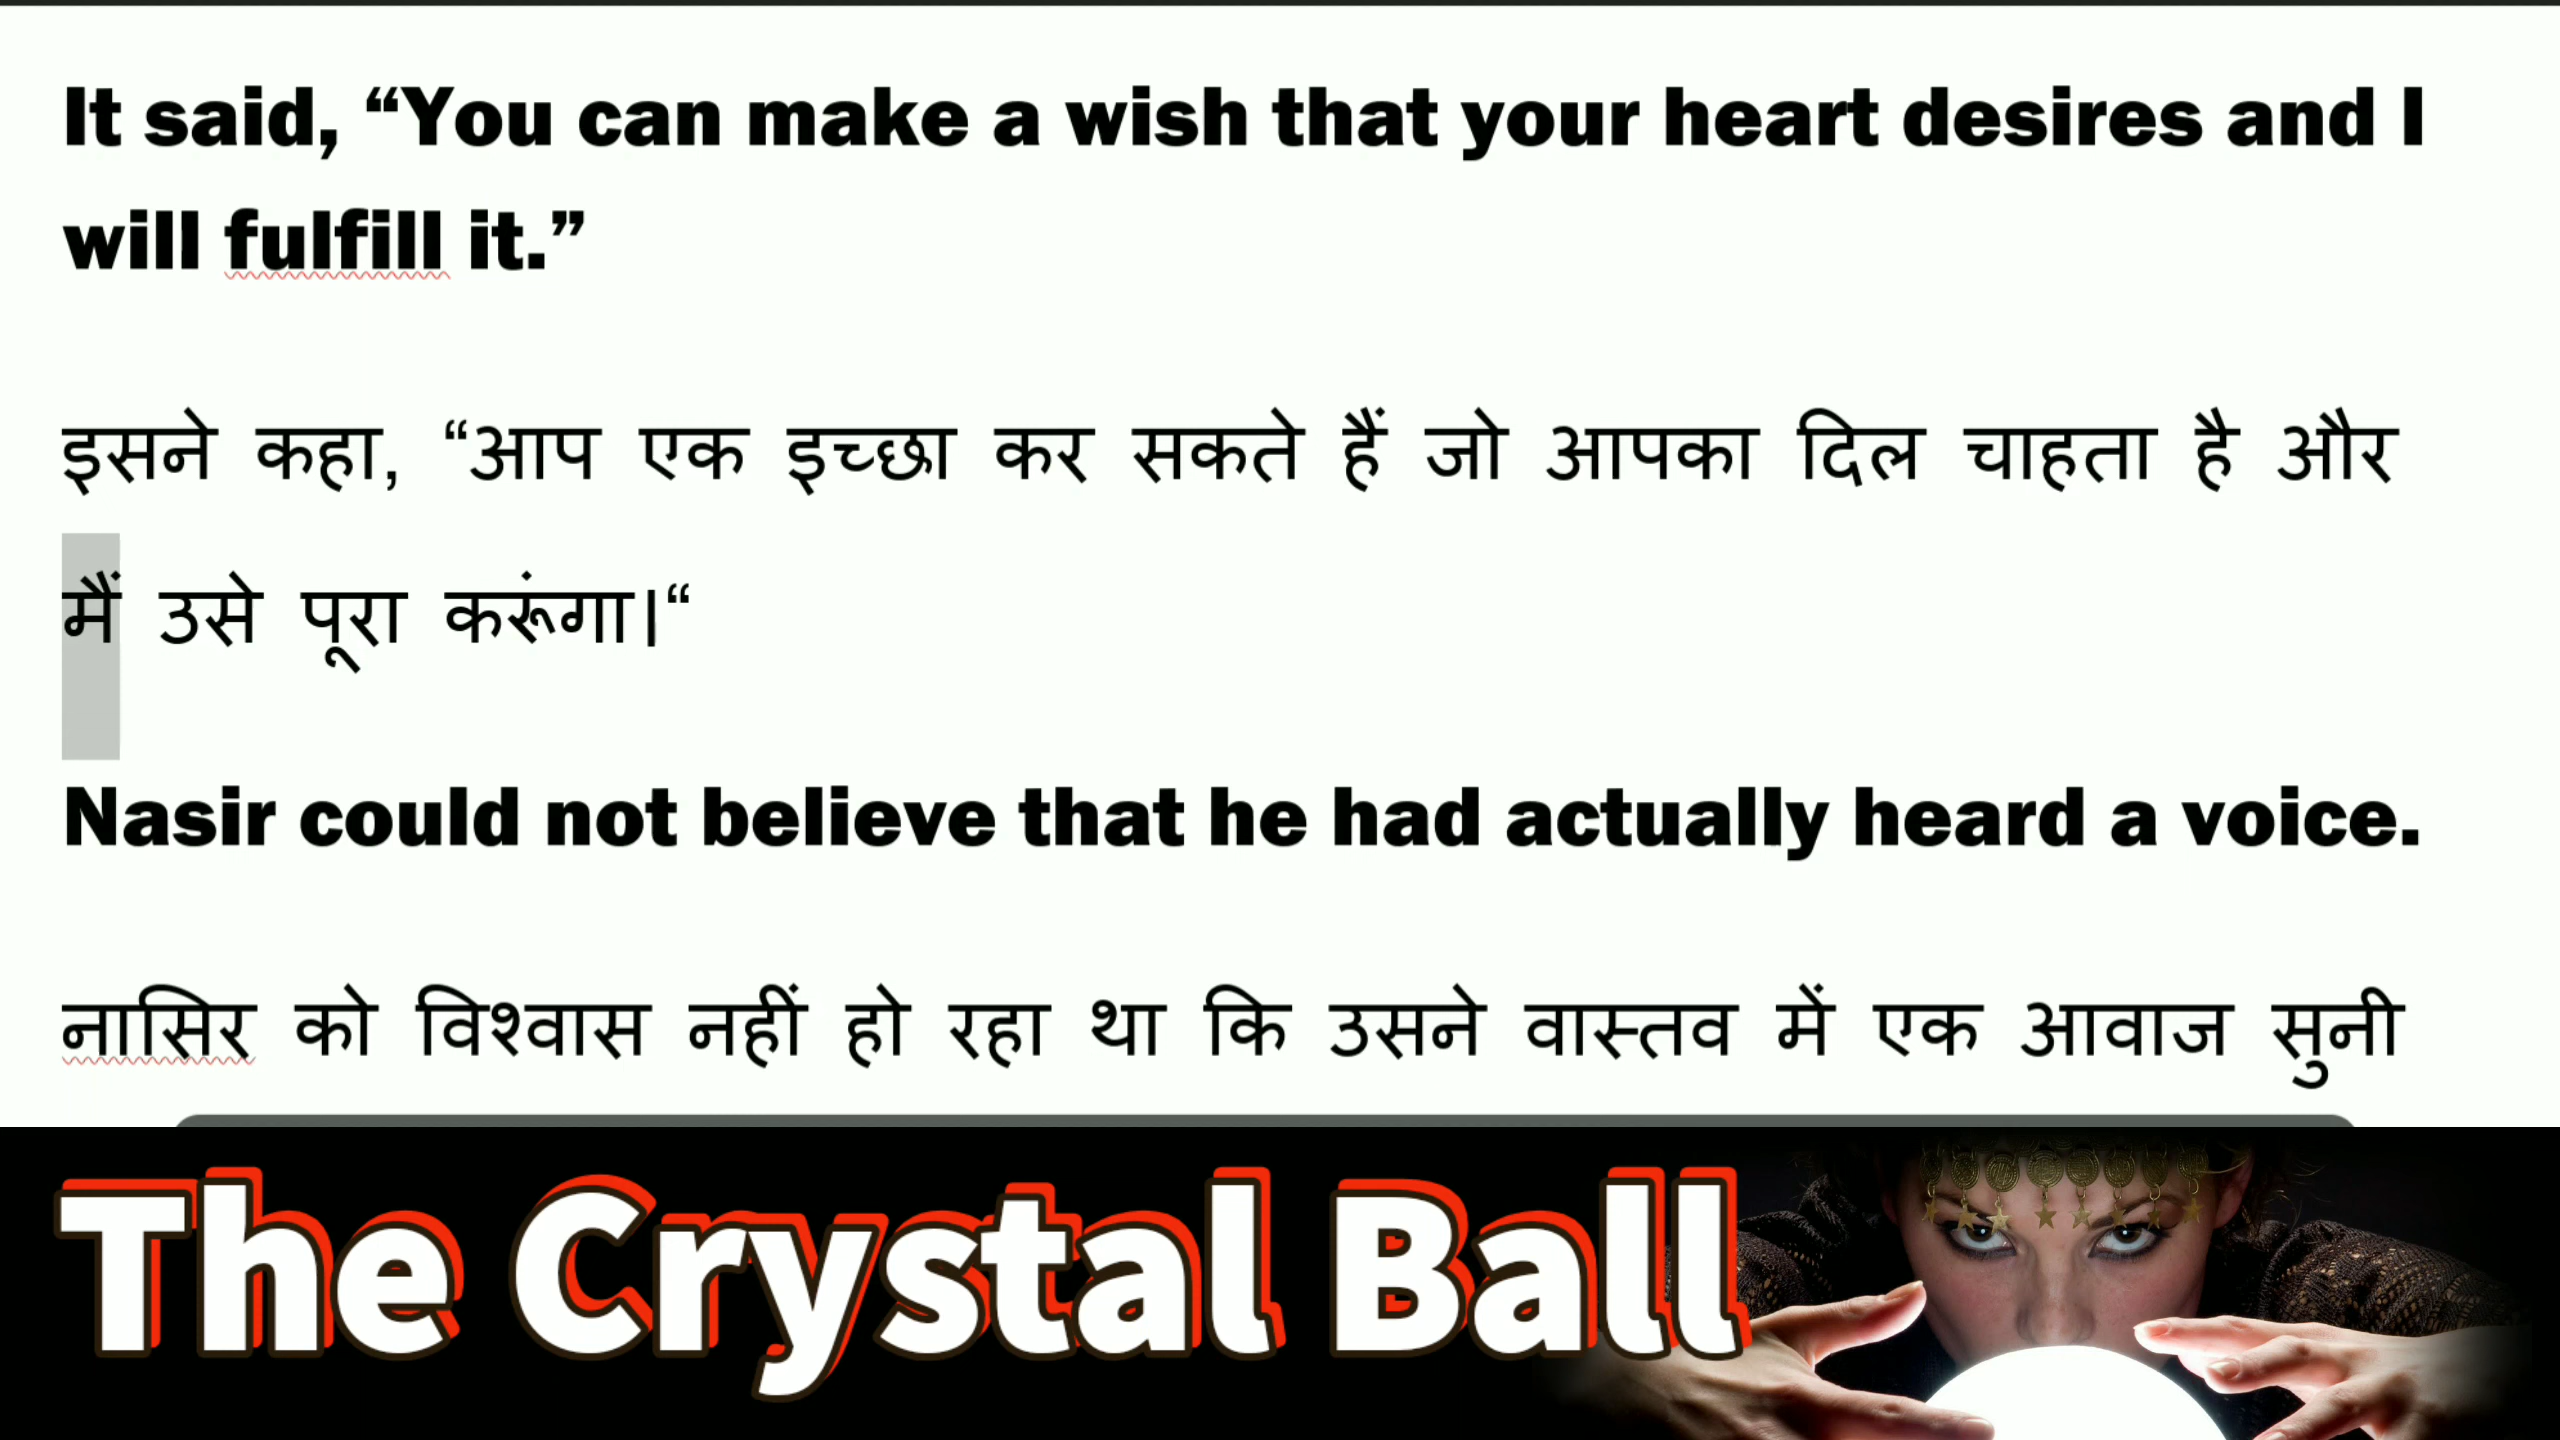 It said, “You can make a wish that your heart desires and I
will fulfill it.”
इसने कहा, “आप एक इच्छा कर सकते हैं जो आपका दिल चाहता है और
मैं उसे पूरा करूंगा।“
Nasir could not believe that he had actually heard a voice.
नासिर को विश्वास नहीं हो रहा था कि उसने वास्तव में एक आवाज सुनी
The Crystal Ball